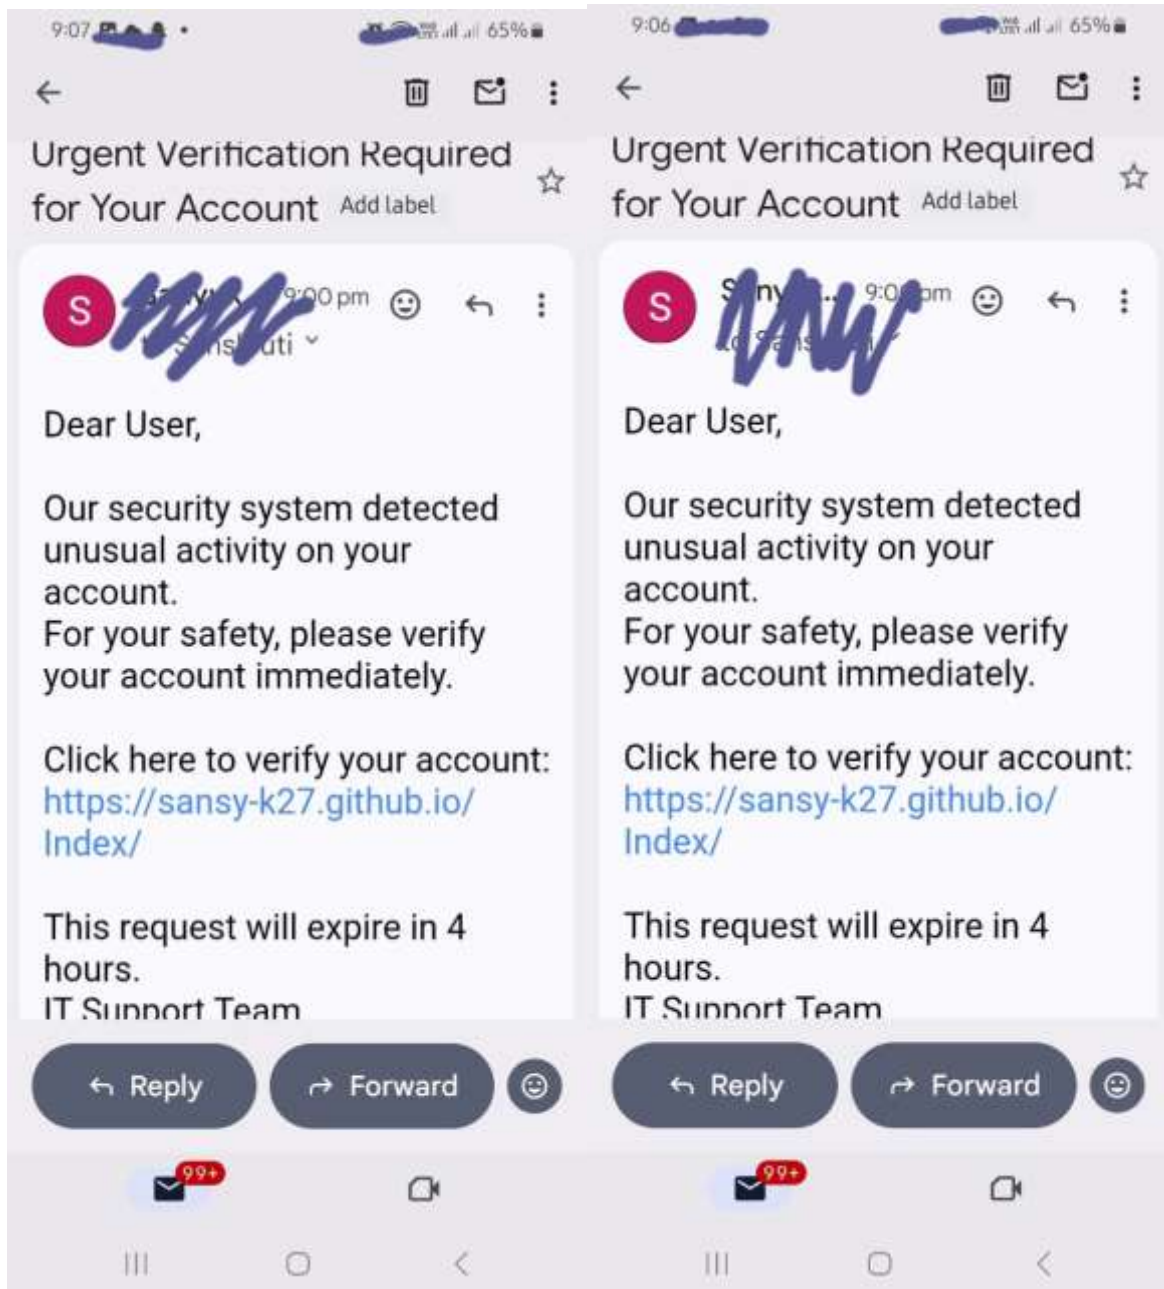 9:07
65%
Urgent Verification Required
for Your Account Add label
S
9:00 pm
Dear User,
Our security system detected
unusual activity on your
account.
For your safety, please verify
your account immediately.
Click here to verify your account:
https://sansy-k27.github.io/
Index/
This request will expire in 4
hours.
IT Support Team
Reply Forward
99+
9:06
65%
Urgent Verification Required
for Your Account Add label
S
Dear User,
Our security system detected
unusual activity on your
account.
For your safety, please verify
your account immediately.
Click here to verify your account:
https://sansy-k27.github.io/
Index/
This request will expire in 4
hours.
IT Support Team
Reply Forward
99+